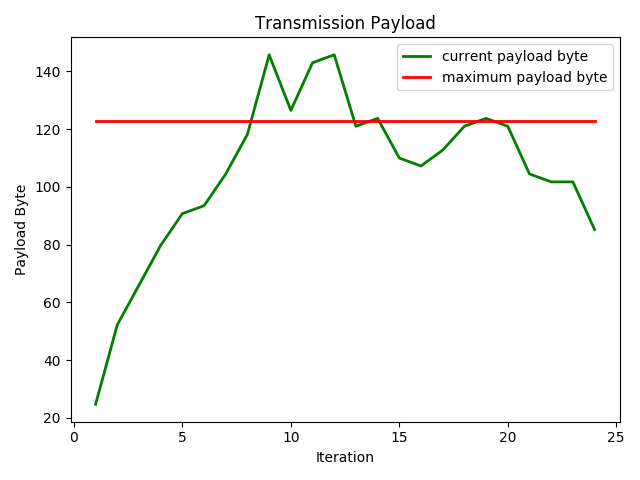 Transmission Payload
current payload byte
maximum payload byte
Payload Byte
140
120
100
80
60
40
20
0
5
10
15
20
25
Iteration